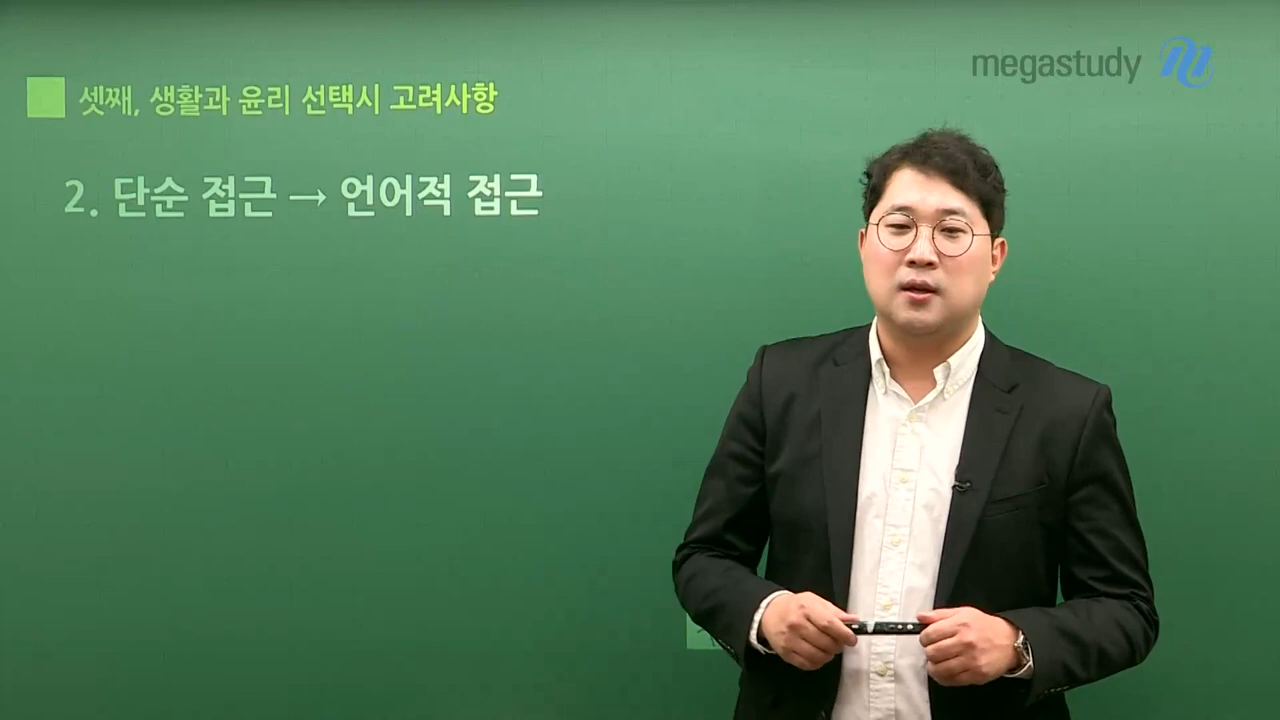 megastudy
셋째, 생활과 윤리 선택시 고려사항
2. 단순 접근 → 언어적 접근